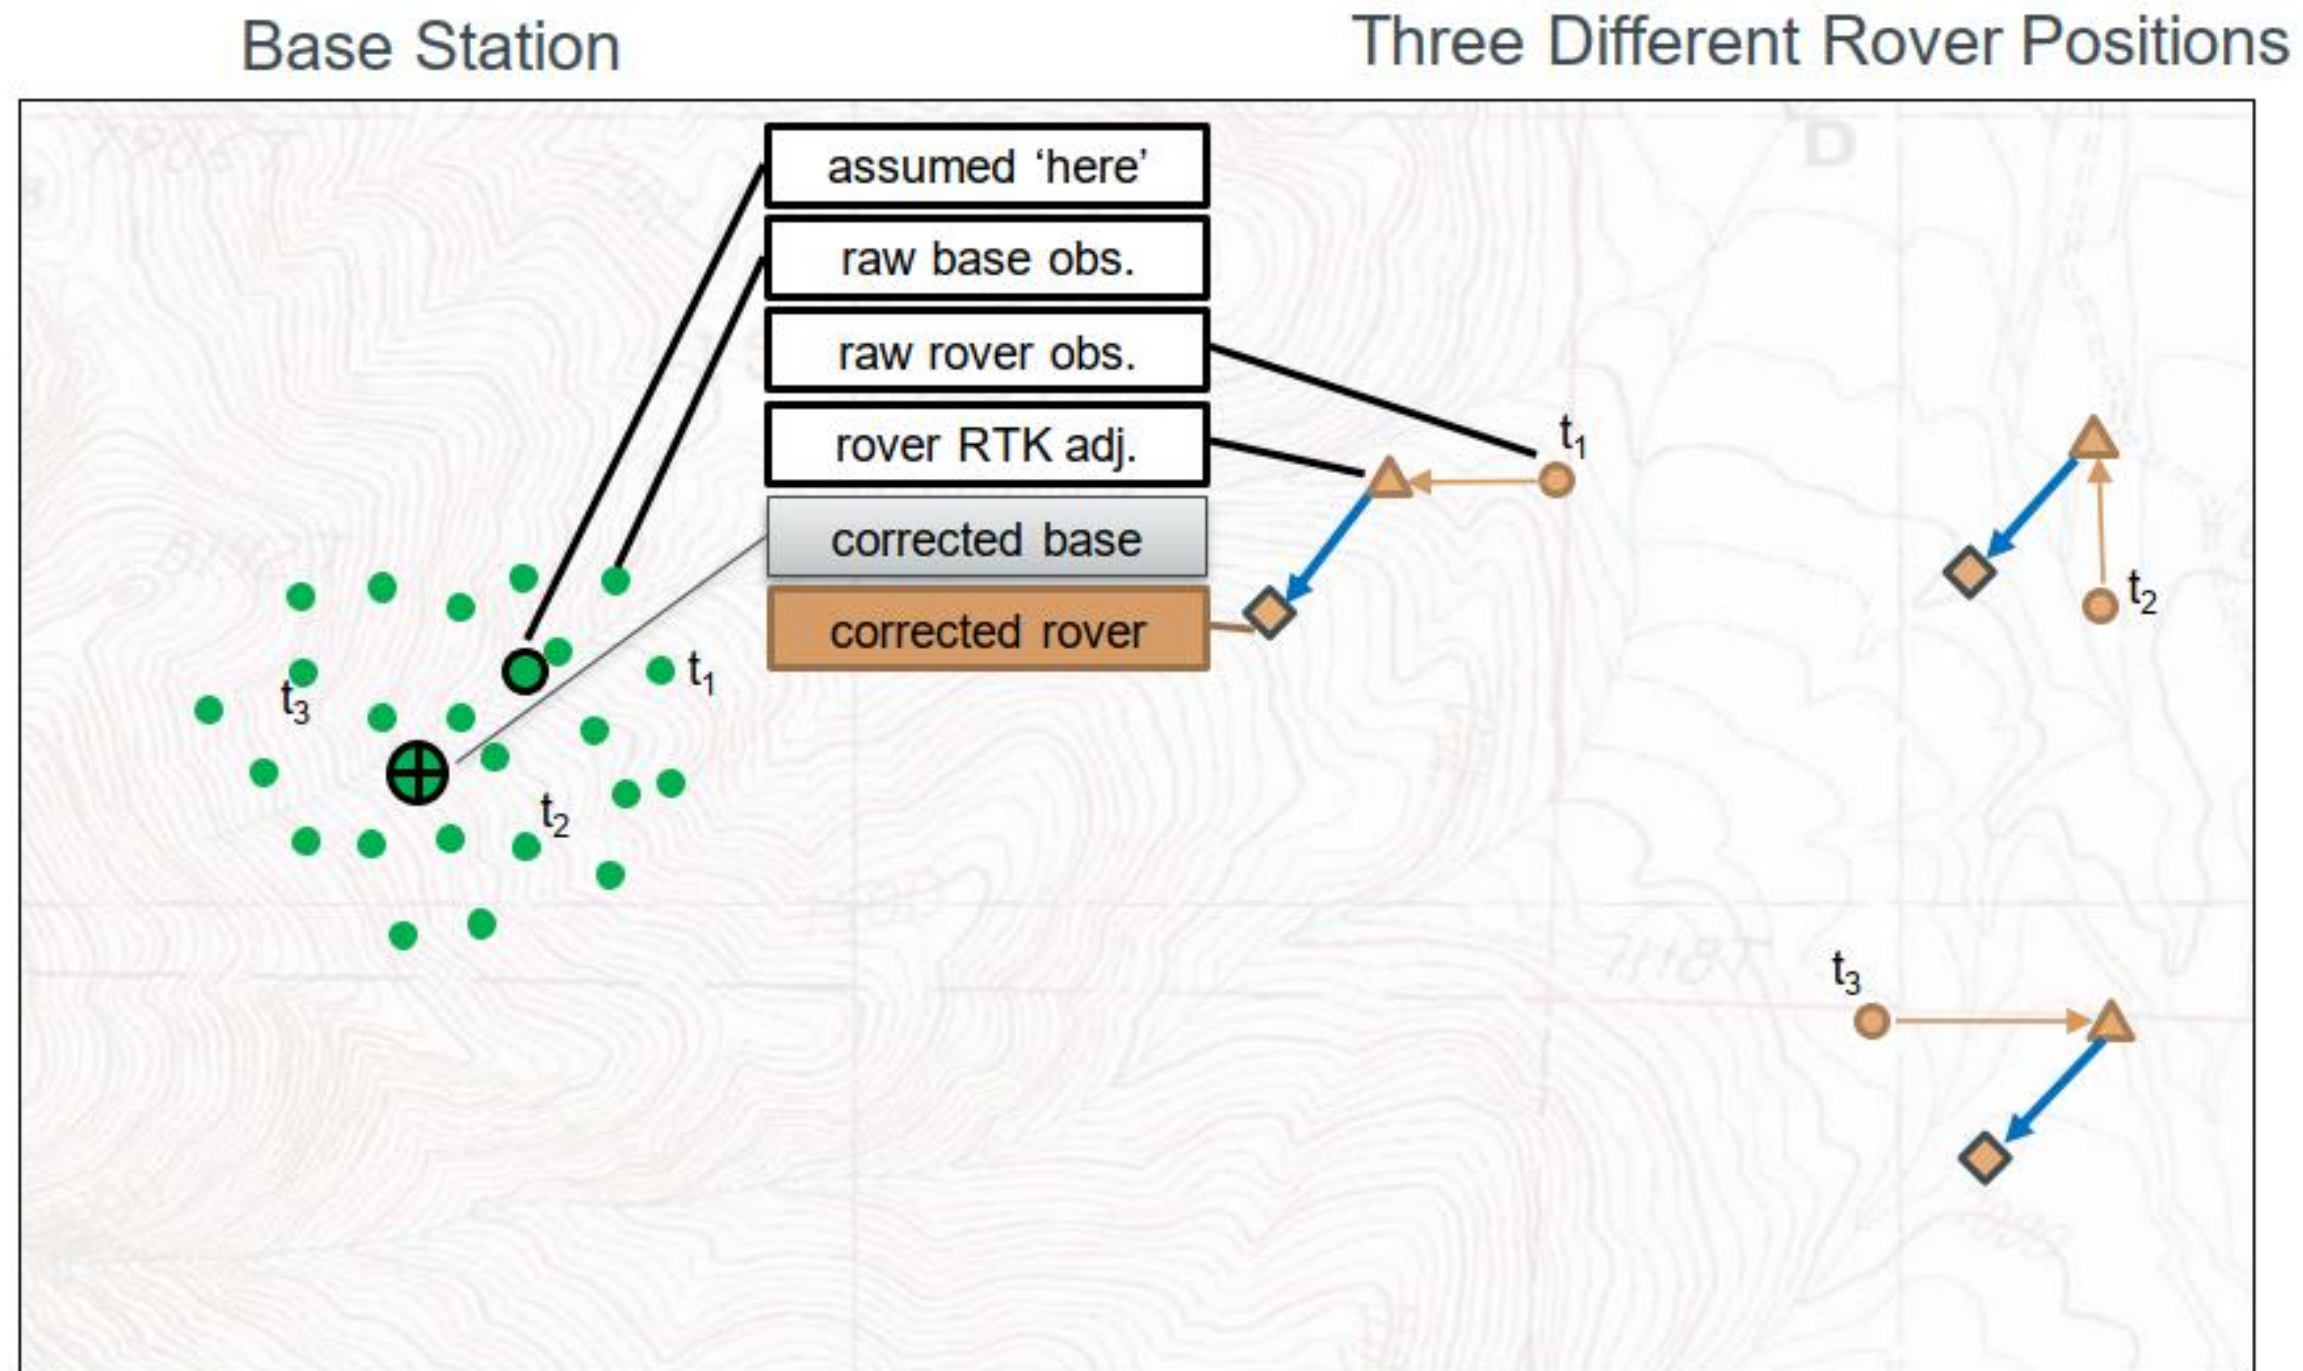 Base Station
Three Different Rover Positions
assumed ‘here’
raw base obs.
raw rover obs.
rover RTK adj.
corrected base
corrected rover
t1
t2
t3
t1
t2
t3
D